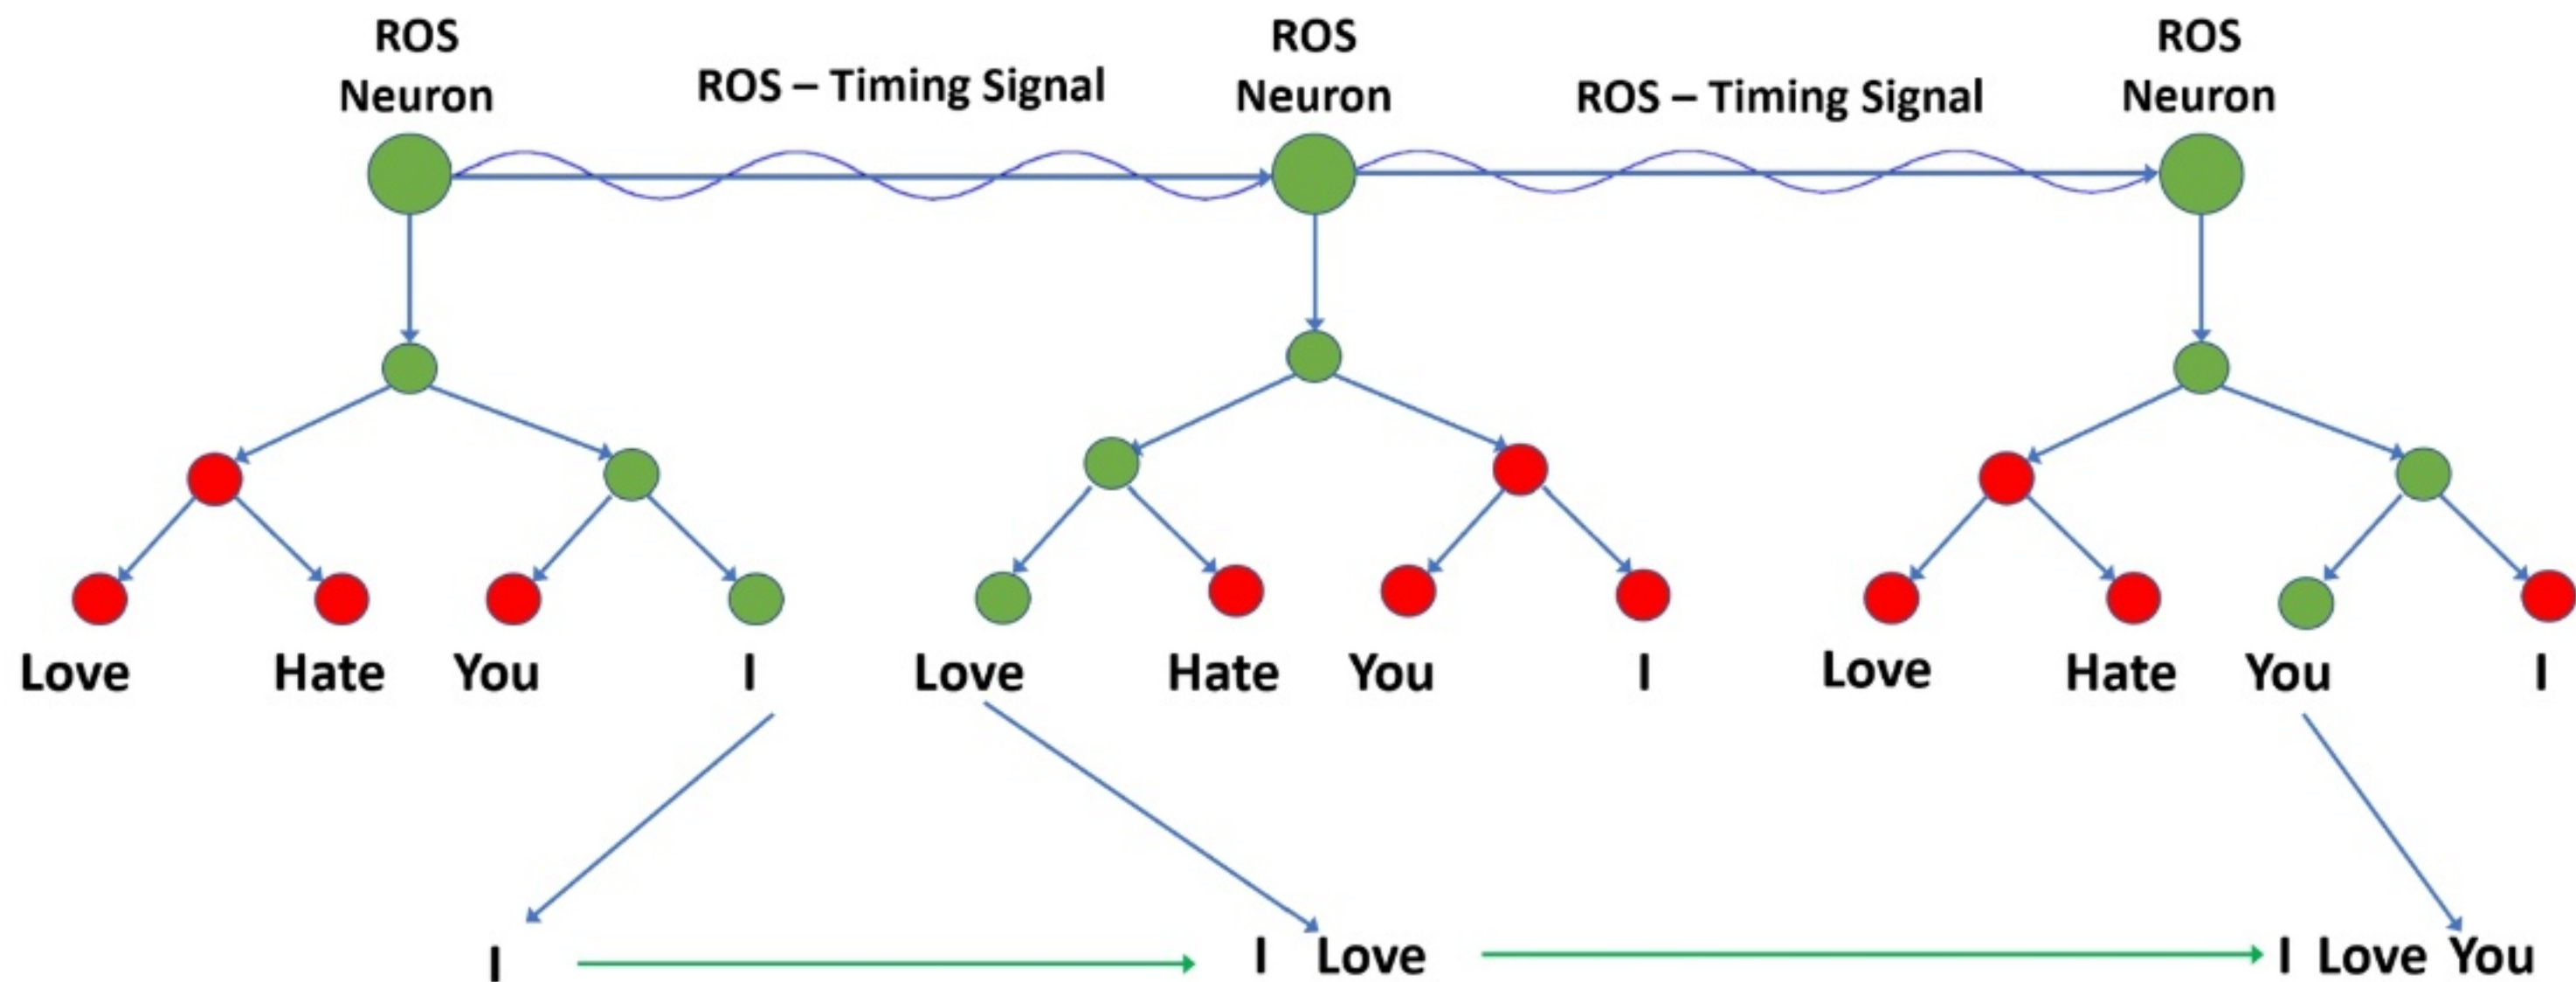 ROS
Neuron
ROS – Timing Signal
ROS
Neuron
ROS – Timing Signal
ROS
Neuron
Love Hate You I Love Hate You I Love Hate You I
I I Love I Love You